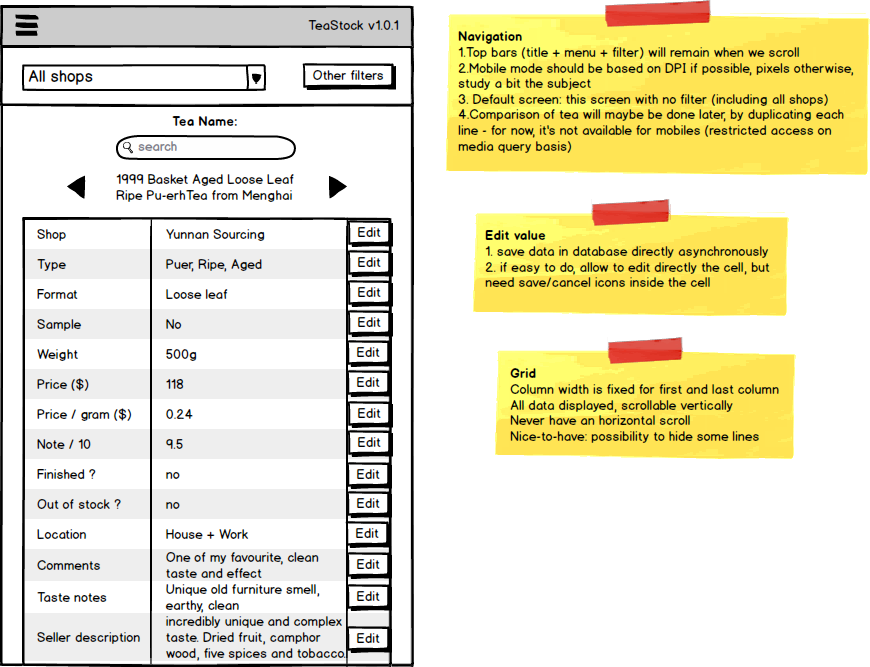 TeaStock v1.0.1
All shops
Other filters
Tea Name:
search
1999 Basket Aged Loose Leaf
Ripe Pu-erhTea from Menghai
Shop Yunnan Sourcing Edit
Type Puer, Ripe, Aged Edit
Format Loose leaf Edit
Sample No Edit
Weight 500g Edit
Price ($) 118 Edit
Price / gram ($) 0.24 Edit
Note / 10 9.5 Edit
Finished ? no Edit
Out of stock ? no Edit
Location House + Work Edit
Comments One of my favourite, clean
taste and effect Edit
Taste notes Unique old furniture smell,
earthy, clean Edit
Seller description incredibly unique and complex
taste. Dried fruit, camphor
wood, five spices and tobacco. Edit
Navigation
1.Top bars (title + menu + filter) will remain when we scroll
2.Mobile mode should be based on DPI if possible, pixels otherwise,
study a bit the subject
3. Default screen: this screen with no filter (including all shops)
4.Comparison of tea will maybe be done later, by duplicating each
line - for now, it's not available for mobiles (restricted access on
media query basis)
Edit value
1. save data in database directly asynchronously
2. if easy to do, allow to edit directly the cell, but
need save/cancel icons inside the cell
Grid
Column width is fixed for first and last column
All data displayed, scrollable vertically
Never have an horizontal scroll
Nice-to-have: possibility to hide some lines